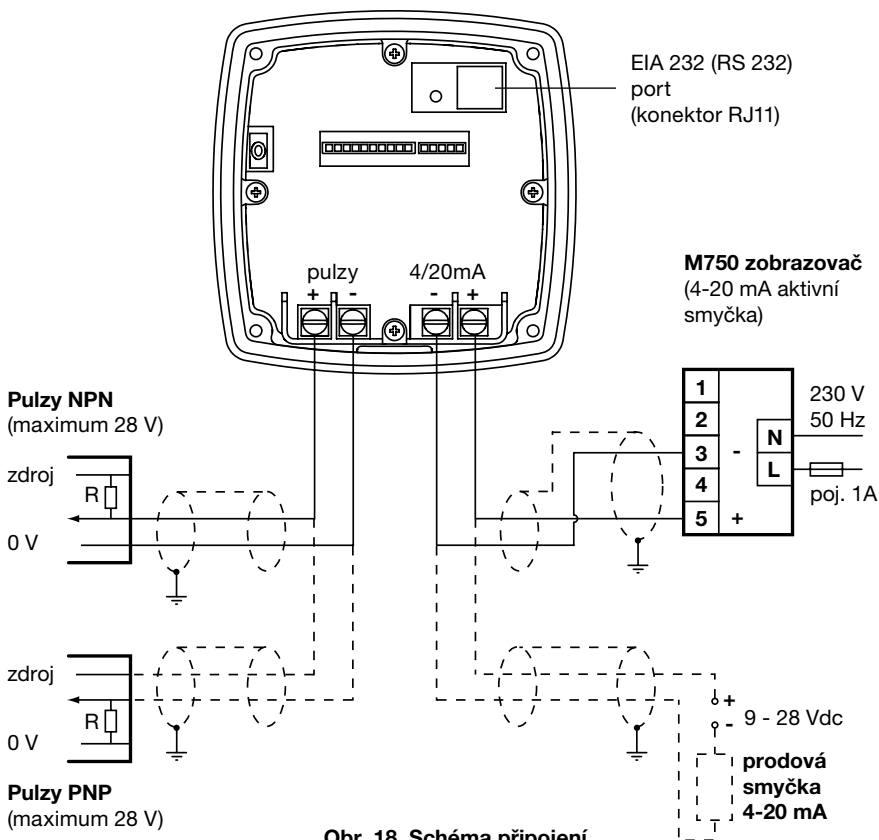 EIA 232 (RS 232)
port
(konektor RJ11)
pulzy
4/20mA
+
-
-
+
M750 zobrazovač
(4-20 mA aktivní
smyčka)
1
2
3
4
5
-
+
N
L
230 V
50 Hz
poj. 1A
Pulzy NPN
(maximum 28 V)
zdroj
R
0 V
zdroj
R
0 V
Pulzy PNP
(maximum 28 V)
+
-
9 - 28 Vdc
prodová
smyčka
4-20 mA
Obr. 18 Schéma připojení